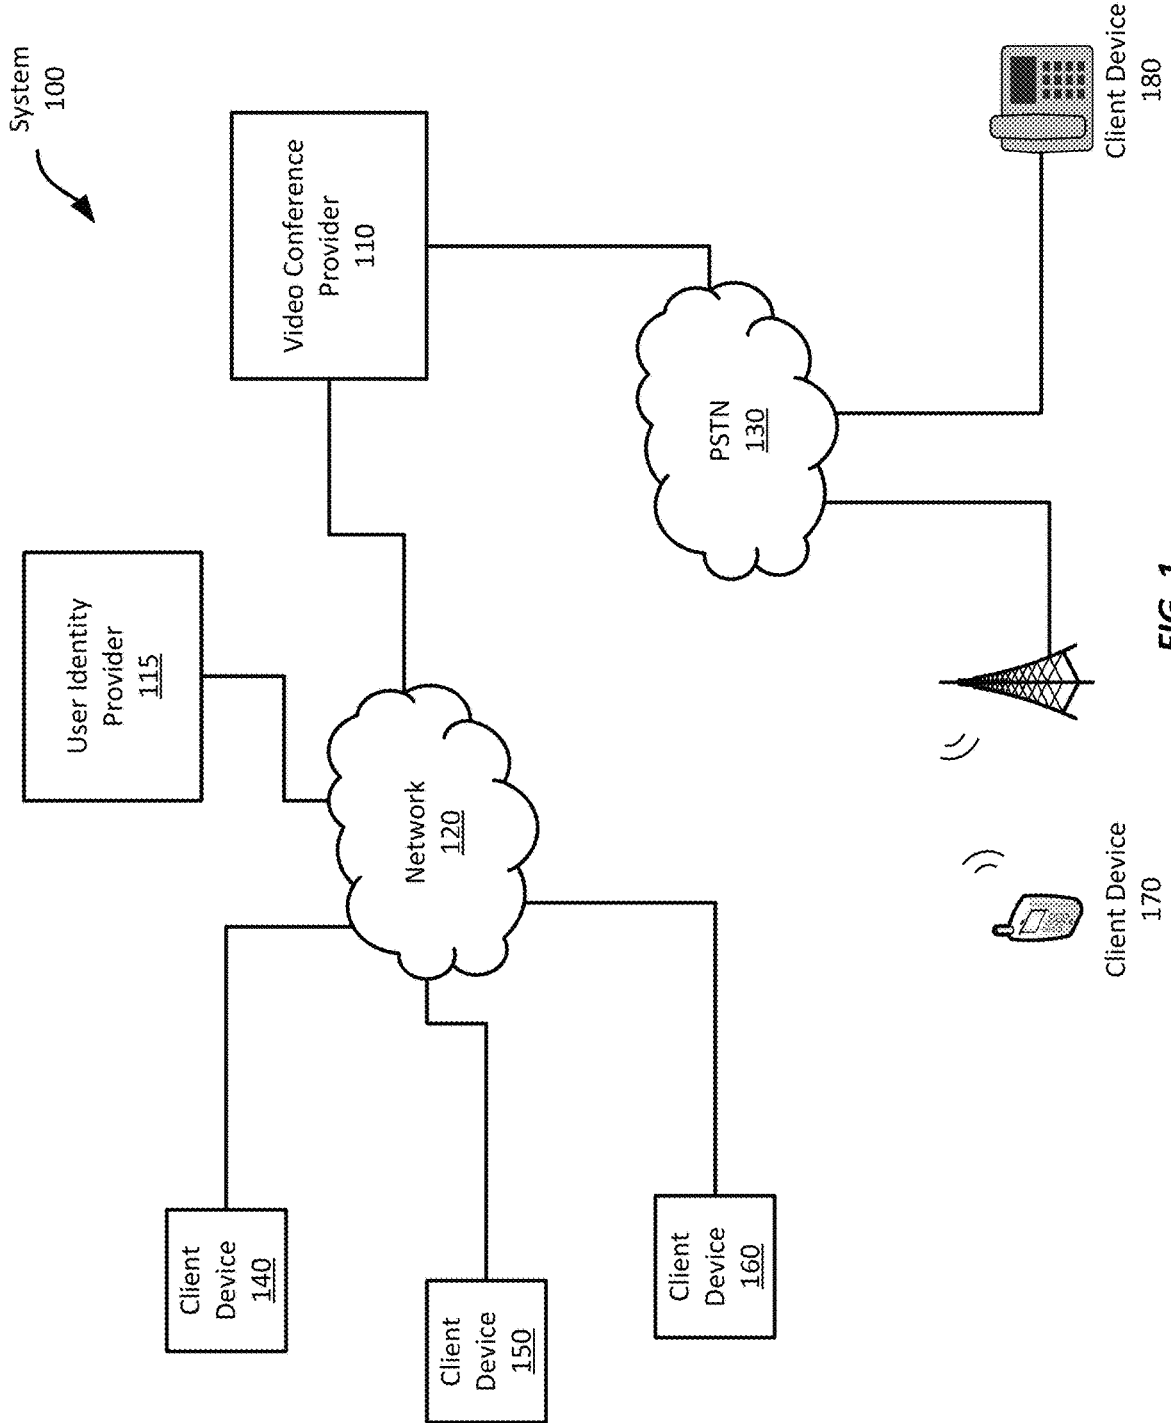 System
100
User Identity
Provider
115
Video Conference
Provider
110
Client
Device
140
Network
120
Client
Device
150
PSTN
130
Client
Device
160
Client Device
170
Client Device
180
FIG. 1